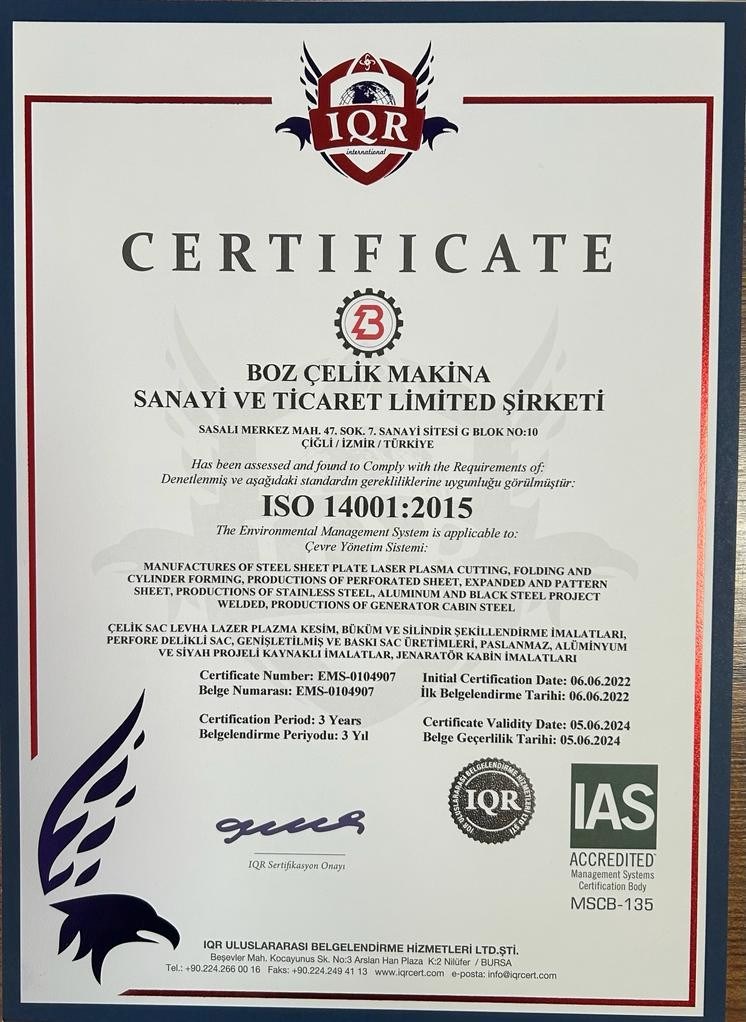 IQR
international
CERTIFICATE
BOZ ÇELİK MAKİNA
SANAYİ VE TİCARET LİMİTED ŞİRKETİ
SASALI MERKEZ MAH. 47. SOK. 7. SANAYİ SİTESİ G BLOK NO:10
ÇİĞLİ / İZMİR / TÜRKİYE
Has been assessed and found to Comply with the Requirements of:
Denetlenmiş ve aşağıdaki standardın gerekliliklerine uygunluğu görülmüştür:
ISO 14001:2015
The Environmental Management System is applicable to:
Çevre Yönetim Sistemi:
MANUFACTURES OF STEEL SHEET PLATE LASER PLASMA CUTTING, FOLDING AND
CYLINDER FORMING, PRODUCTIONS OF PERFORATED SHEET, EXPANDED AND PATTERN
SHEET, PRODUCTIONS OF STAINLESS STEEL, ALUMINUM AND BLACK STEEL PROJECT
WELDED, PRODUCTIONS OF GENERATOR CABIN STEEL
ÇELİK SAC LEVHA LAZER PLAZMA KESİM, BÜKÜM VE SİLİNDİR ŞEKİLLENDİRME İMALATLARI,
PERFORE DELİKLİ SAC, GENİŞLETİLMİŞ VE BASKI SAC ÜRETİMLERİ, PASLANMAZ, ALÜMİNYUM
VE SİYAH PROJELİ KAYNAKLI İMALATLAR, JENARATÖR KABİN İMALATLARI
Certificate Number: EMS-0104907
Belge Numarası: EMS-0104907
Initial Certification Date: 06.06.2022
İlk Belgelendirme Tarihi: 06.06.2022
Certification Period: 3 Years
Belgelendirme Periyodu: 3 Yıl
Certificate Validity Date: 05.06.2024
Belge Geçerlilik Tarihi: 05.06.2024
IQR Sertifikasyon Onayı
IQR ULUSLARARASI BELGELENDİRME HİZMETLERİ LTD.ŞTİ.
IQR
IAS
ACCREDITED
Management Systems
Certification Body
MSCB-135
IQR ULUSLARARASI BELGELENDİRME HİZMETLERİ LTD.ŞTİ.
Beşevler Mah. Kocayunus Sk. No:3 Arslan Han Plaza K:2 Nilüfer / BURSA
Tel.: +90.224.266 00 16 Faks: +90.224.249 41 13 www.iqrcert.com e-posta: info@iqrcert.com